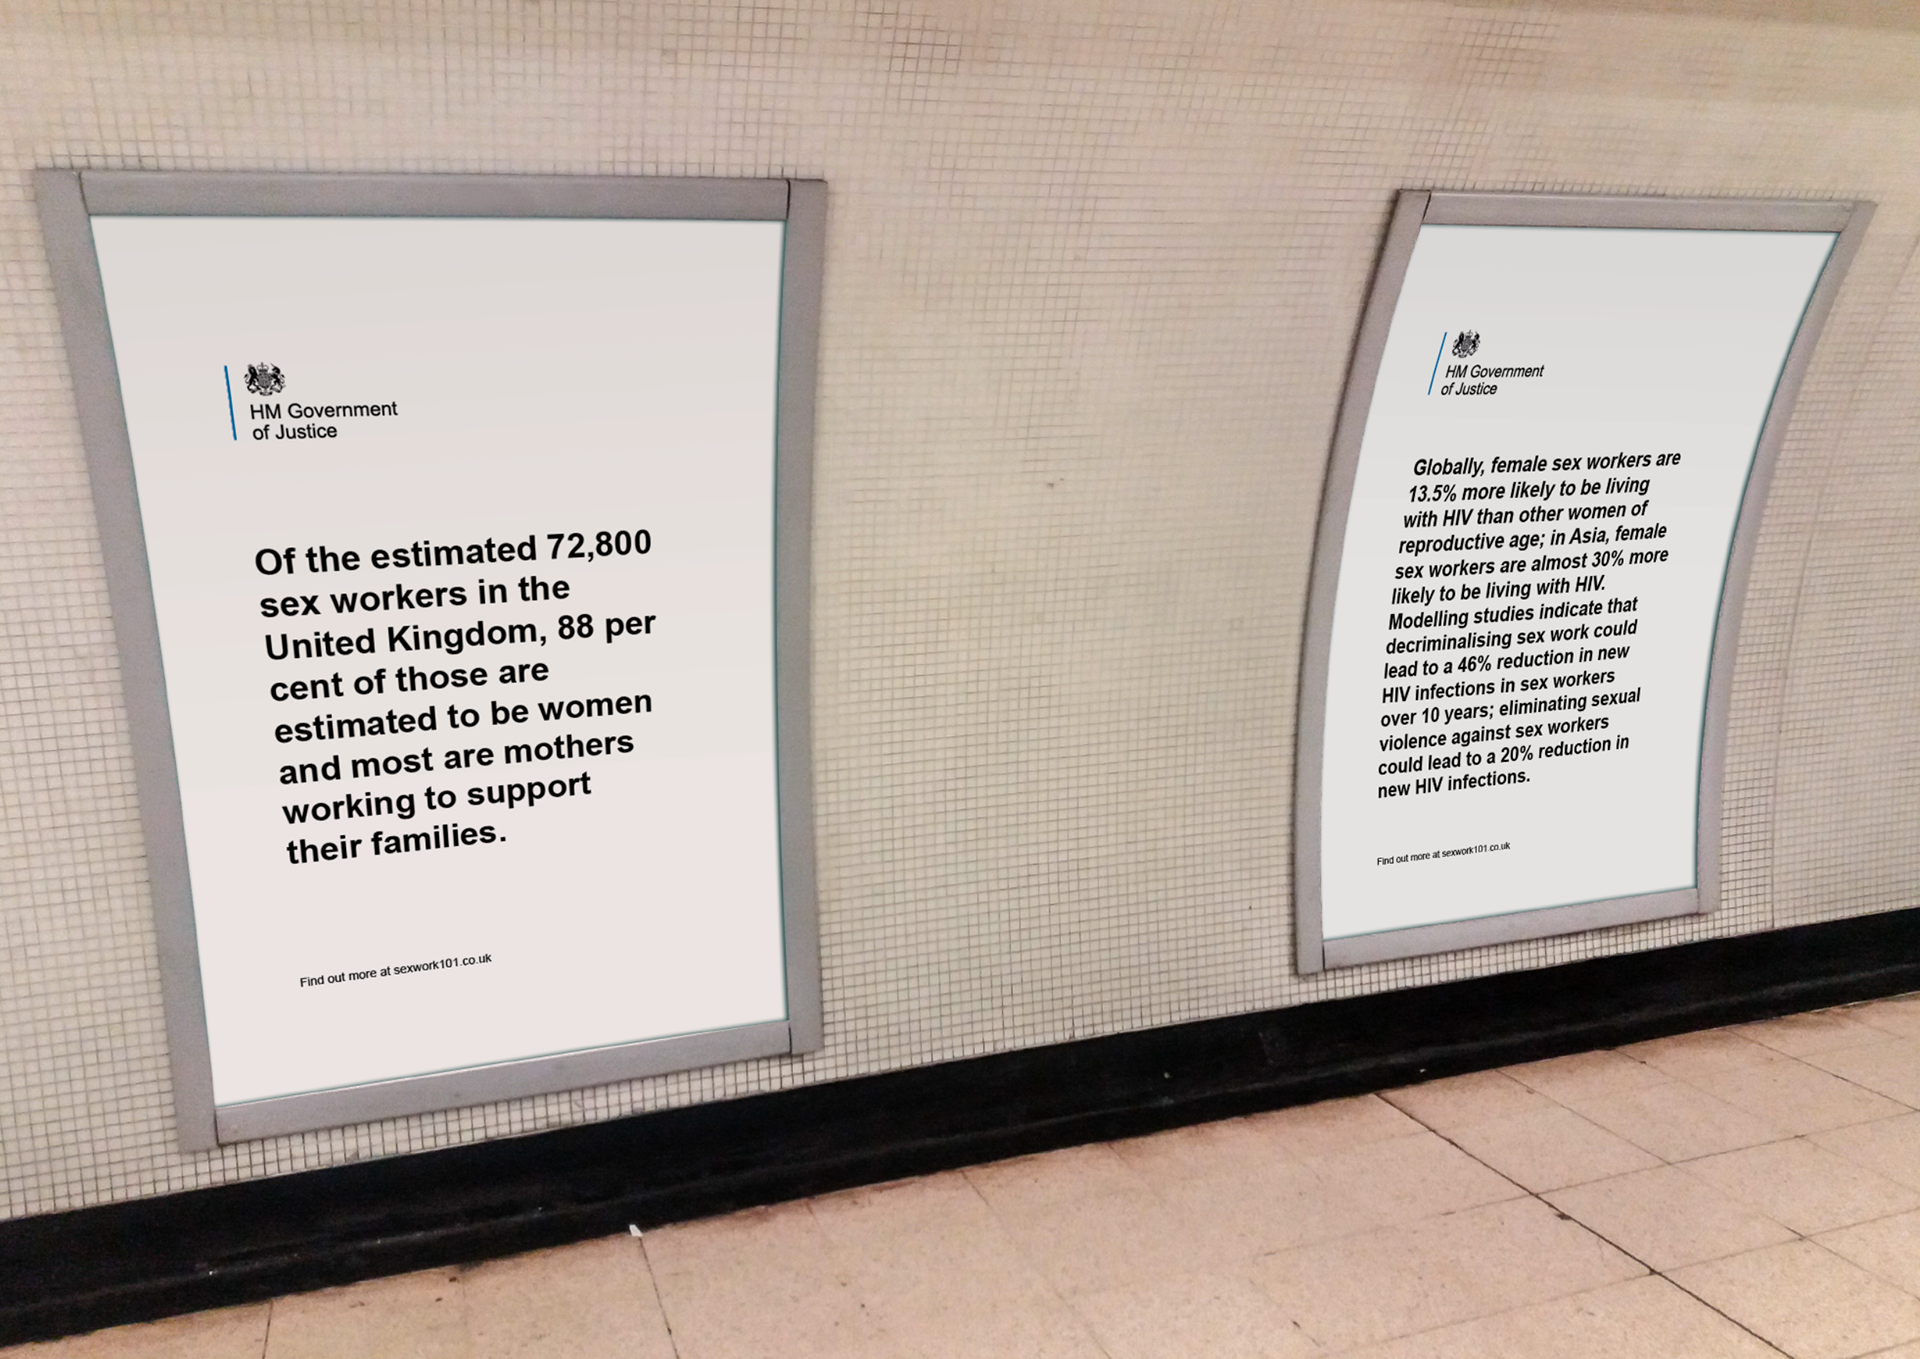 HM Government
of Justice
Of the estimated 72,800
sex workers in the
United Kingdom, 88 per
cent of those are
estimated to be women
and most are mothers
working to support
their families.
Find out more at sexwork101.co.uk
HM Government
of Justice
Globally, female sex workers are
13.5% more likely to be living
with HIV than other women of
reproductive age; in Asia, female
sex workers are almost 30% more
likely to be living with HIV.
Modelling studies indicate that
decriminalising sex work could
lead to a 46% reduction in new
HIV infections in sex workers
over 10 years; eliminating sexual
violence against sex workers
could lead to a 20% reduction in
new HIV infections.
Find out more at sexwork101.co.uk